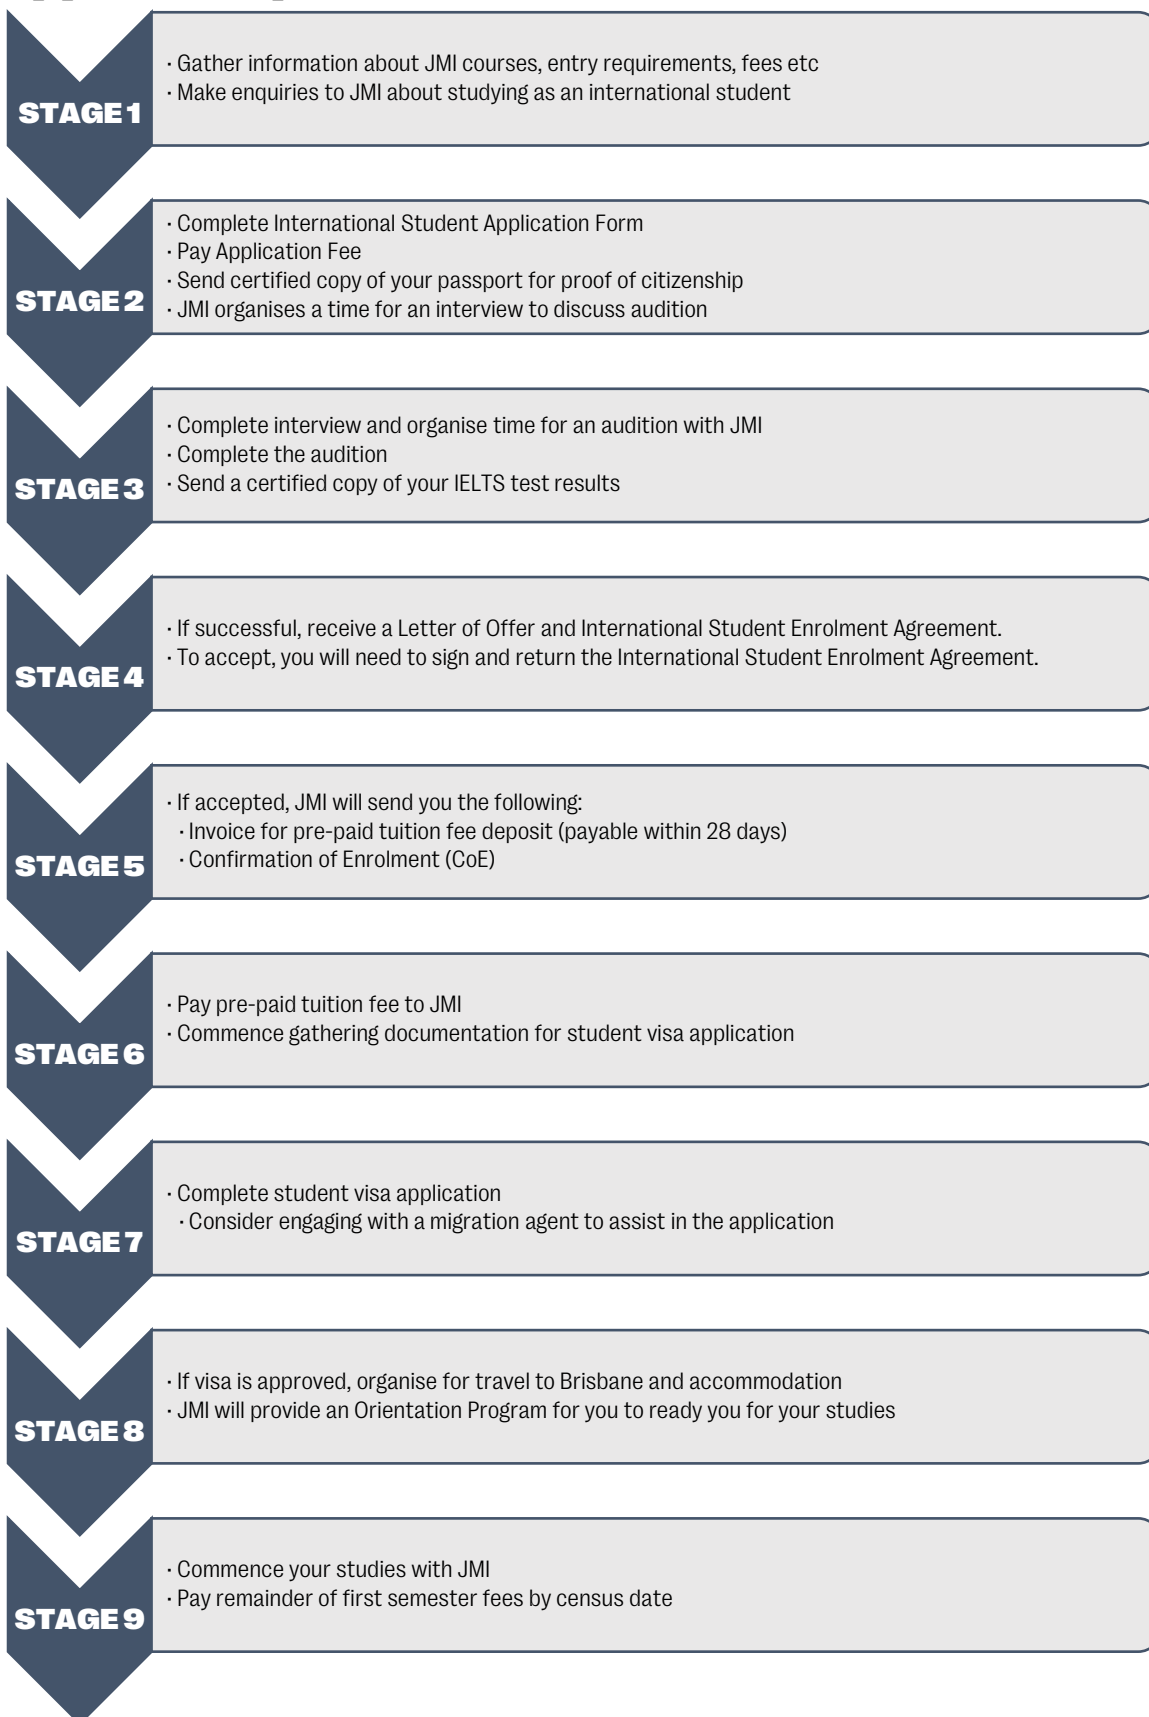 STAGE 1
· Gather information about JMI courses, entry requirements, fees etc
· Make enquiries to JMI about studying as an international student
STAGE 2
· Complete International Student Application Form
· Pay Application Fee
· Send certified copy of your passport for proof of citizenship
· JMI organises a time for an interview to discuss audition
STAGE 3
· Complete interview and organise time for an audition with JMI
· Complete the audition
· Send a certified copy of your IELTS test results
STAGE 4
· If successful, receive a Letter of Offer and International Student Enrolment Agreement.
· To accept, you will need to sign and return the International Student Enrolment Agreement.
STAGE 5
· If accepted, JMI will send you the following:
· Invoice for pre-paid tuition fee deposit (payable within 28 days)
· Confirmation of Enrolment (CoE)
STAGE 6
· Pay pre-paid tuition fee to JMI
· Commence gathering documentation for student visa application
STAGE 7
· Complete student visa application
· Consider engaging with a migration agent to assist in the application
STAGE 8
· If visa is approved, organise for travel to Brisbane and accommodation
· JMI will provide an Orientation Program for you to ready you for your studies
STAGE 9
· Commence your studies with JMI
· Pay remainder of first semester fees by census date